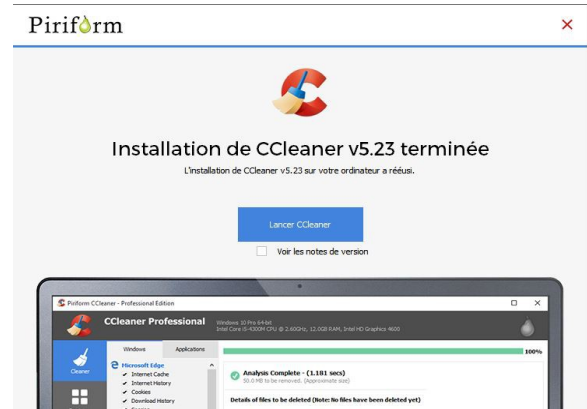 Piriform
Installation de CCleaner v5.23 terminée
L'installation de CCleaner v5.23 sur votre ordinateur a rééusi.
Lancer CCleaner
Voir les notes de version
Piriform CCleaner - Professional Edition
CCleaner Professional
Windows 10 Pro 64-bit
Intel Core i5-4300M CPU @ 2.60GHz, 12.0GB RAM, Intel HD Graphics 4600
Cleaner
Windows Applications
Microsoft Edge
Internet Cache
Internet History
Cookies
Download History
100%
Analysis Complete - (1.181 secs)
50.0 MB to be removed. (Approximate size)
Details of files to be deleted (Note: No files have been deleted yet)